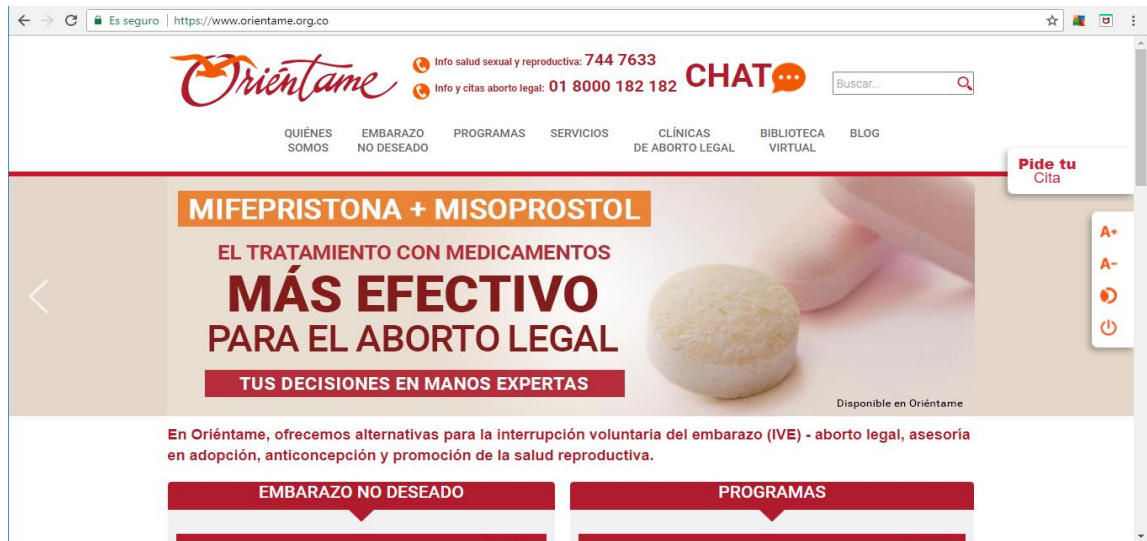 Es seguro | https://www.orientame.org.co
Oriéntame
Info salud sexual y reproductiva: 744 7633
Info y citas aborto legal: 01 8000 182 182
CHAT
Buscar...
QUIÉNES SOMOS
EMBARAZO NO DESEADO
PROGRAMAS
SERVICIOS
CLÍNICAS DE ABORTO LEGAL
BIBLIOTECA VIRTUAL
BLOG
Pide tu
Cita
MIFEPRISTONA + MISOPROSTOL
EL TRATAMIENTO CON MEDICAMENTOS
MÁS EFECTIVO
PARA EL ABORTO LEGAL
TUS DECISIONES EN MANOS EXPERTAS
Disponible en Oriéntame
A+
A-
En Oriéntame, ofrecemos alternativas para la interrupción voluntaria del embarazo (IVE) - aborto legal, asesoría
en adopción, anticoncepción y promoción de la salud reproductiva.
EMBARAZO NO DESEADO
PROGRAMAS